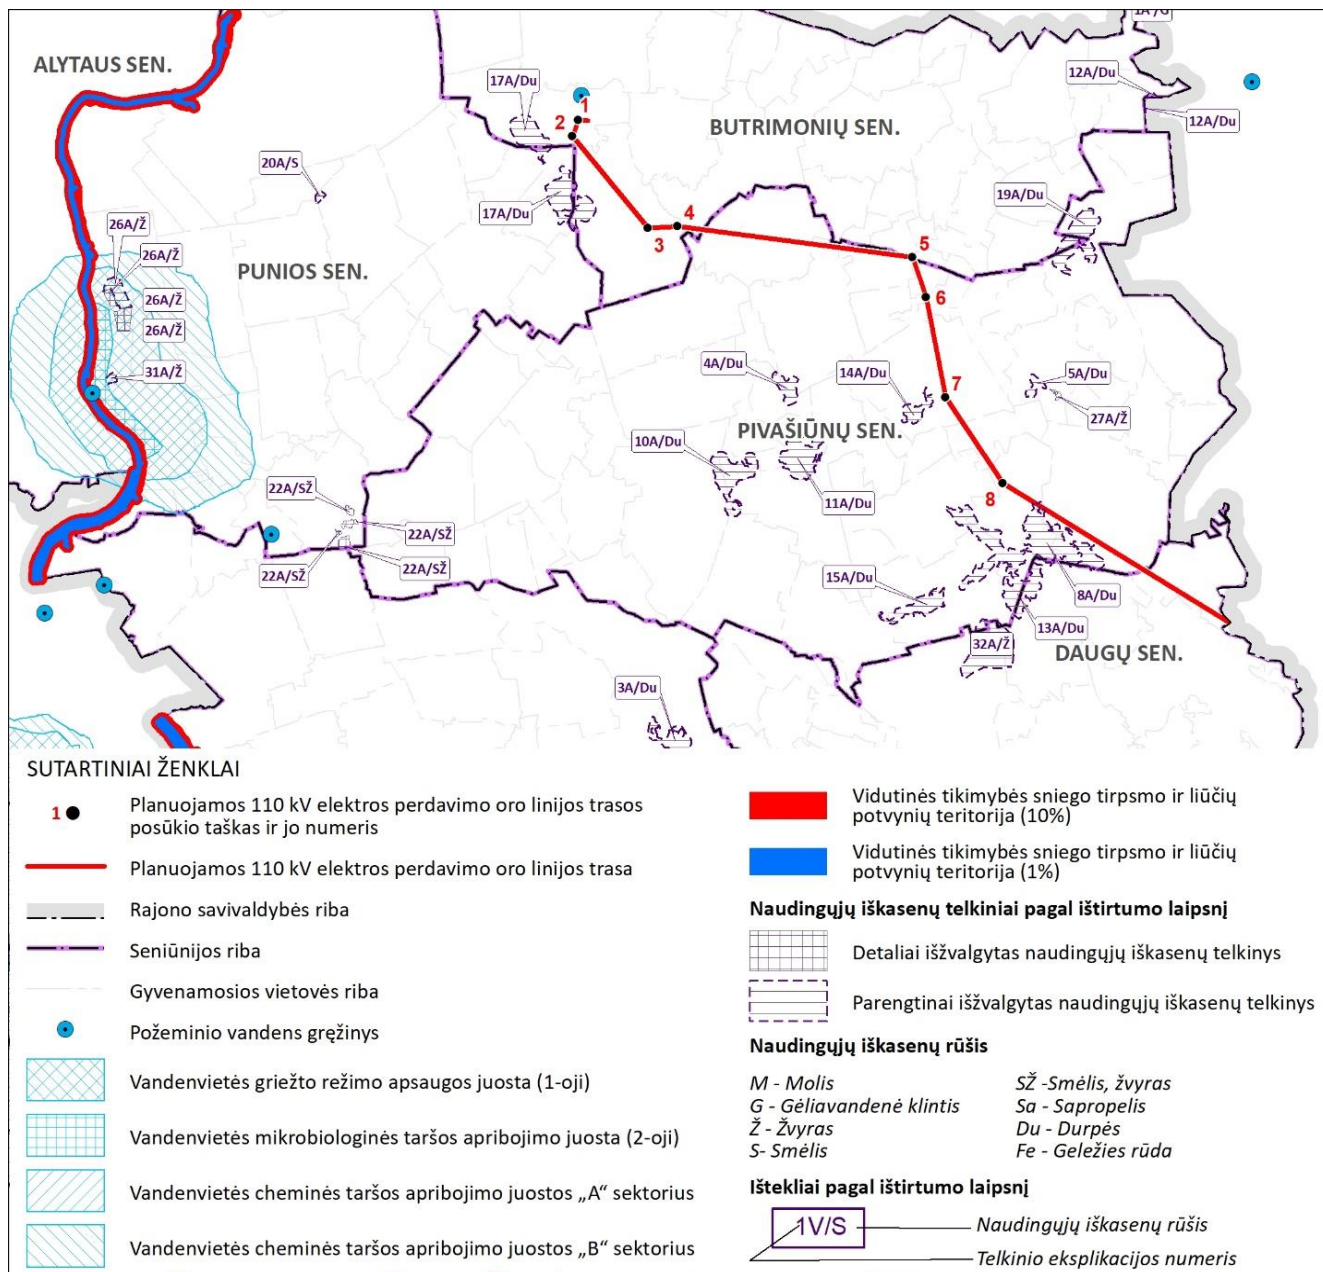 1A/G
ALYTAUS SEN.
12A/Du
17A/Du
1
2
BUTRIMONIŲ SEN.
12A/Du
20A/S
17A/Du
19A/Du
26A/Ž
4
3
26A/Ž
5
PUNIOS SEN.
26A/Ž
6
26A/Ž
4A/Du
14A/Du
31A/Ž
5A/Du
7
27A/Ž
PIVAŠIŪNŲ SEN.
10A/Du
22A/SŽ
8
11A/Du
22A/SŽ
22A/SŽ
22A/SŽ
15A/Du
8A/Du
13A/Du
32A/Ž
DAUGŲ SEN.
3A/Du
SUTARTINIAI ŽENKLAI
1
Planuojamos 110 kV elektros perdavimo oro linijos trasos
posūkio taškas ir jo numeris
Planuojamos 110 kV elektros perdavimo oro linijos trasa
Rajono savivaldybės riba
Seniūnijos riba
Gyvenamosios vietovės riba
Požeminio vandens gręžinys
Vandenvietės griežto režimo apsaugos juosta (1-oji)
Vandenvietės mikrobiologinės taršos apribojimo juosta (2-oji)
Vandenvietės cheminės taršos apribojimo juostos „A“ sektorius
Vandenvietės cheminės taršos apribojimo juostos „B“ sektorius
Vidutinės tikimybės sniego tirpsmo ir liūčių
potvynių teritorija (10%)
Vidutinės tikimybės sniego tirpsmo ir liūčių
potvynių teritorija (1%)
Naudingųjų iškasenų telkiniai pagal ištirtumo laipsnį
Detaliai išžvalgytas naudingųjų iškasenų telkinys
Parengtinai išžvalgytas naudingųjų iškasenų telkinys
Naudingųjų iškasenų rūšis
M - Molis
G - Gėliavandenė klintis
Ž - Žvyras
S- Smėlis
SŽ -Smėlis, žvyras
Sa - Sapropelis
Du - Durpės
Fe - Geležies rūda
Ištekliai pagal ištirtumo laipsnį
1V/S
Naudingųjų iškasenų rūšis
Telkinio eksplikacijos numeris